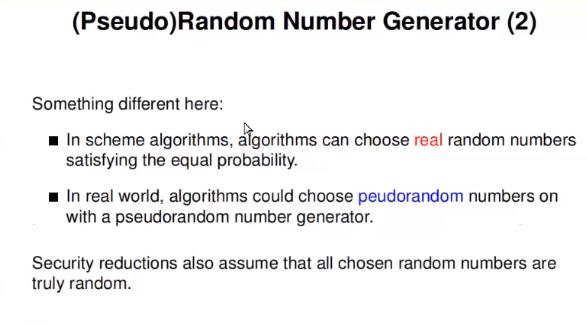 (Pseudo)Random Number Generator (2)
Something different here:
In scheme algorithms, algorithms can choose real random numbers
satisfying the equal probability.
In real world, algorithms could choose peudorandom numbers on
with a pseudorandom number generator.
Security reductions also assume that all chosen random numbers are
truly random.